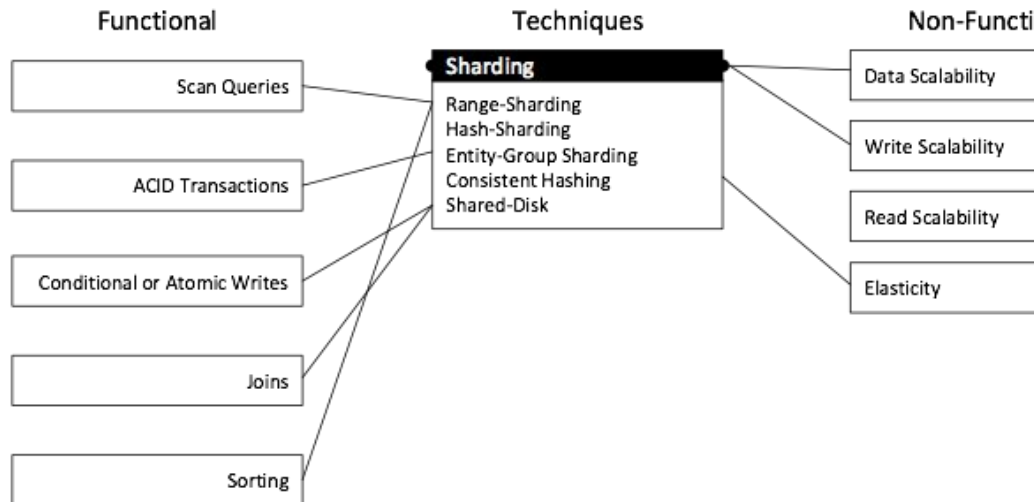 Functional
Techniques
Non-Functi
Scan Queries
ACID Transactions
Conditional or Atomic Writes
Joins
Sorting
Sharding
Range-Sharding
Hash-Sharding
Entity-Group Sharding
Consistent Hashing
Shared-Disk
Data Scalability
Write Scalability
Read Scalability
Elasticity